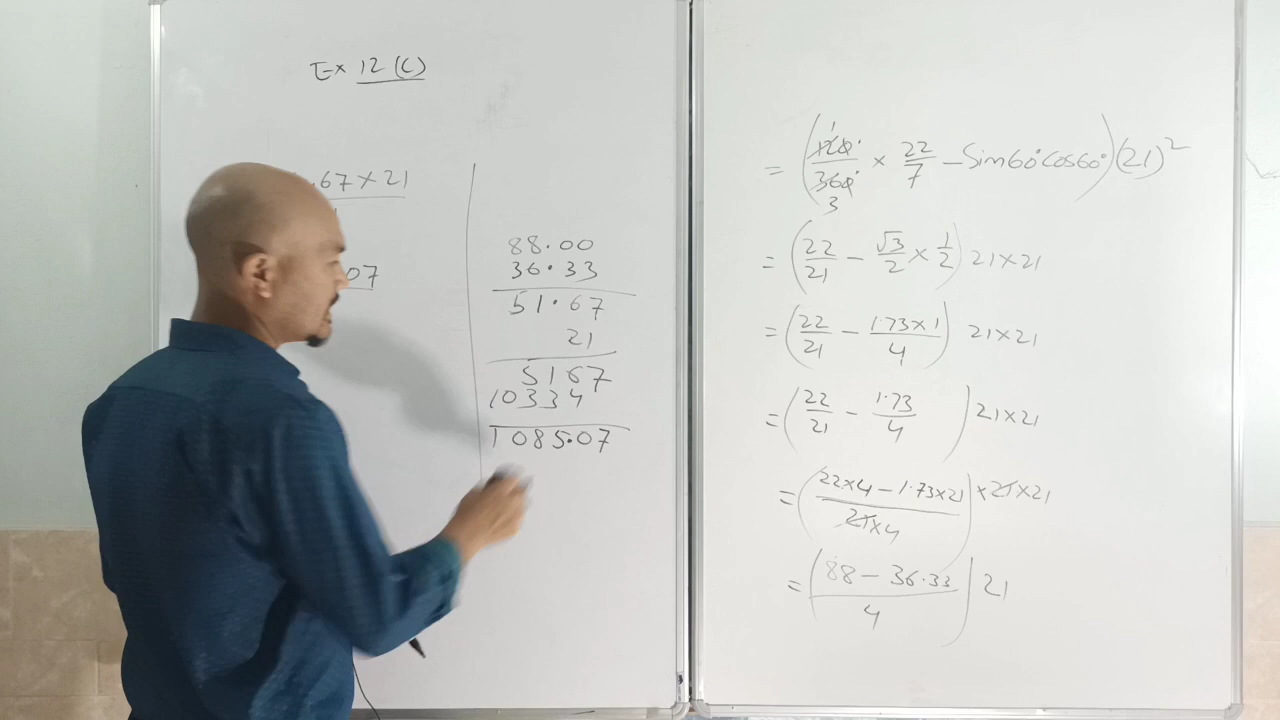 Ex 12 (C)
.67 × 21
07
88.00
36.33
51.67
21
5167
10334
1085.07
= (120°/360° 1/3 × 22/7 - Sin60° Cos60°)(21)²
= (22/21 - √3/2 × 1/2) 21×21
= (22/21 - 1.73×1/4) 21×21
= (22/21 - 1.73/4) 21×21
= (22×4 - 1.73×21/21×4) × 21×21
= (88 - 36.33/4) 21